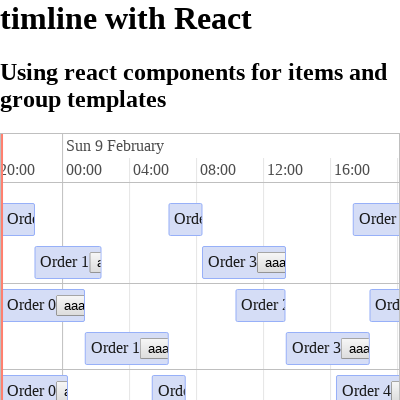 timline with React
Using react components for items and
group templates
Sun 9 February
20:00 00:00 04:00 08:00 12:00 16:00
Order
Order 1 Order 3 aaa
Order 0 aaa Order
Order 1 aaa Order 3 aaa
Order 0 Order 4